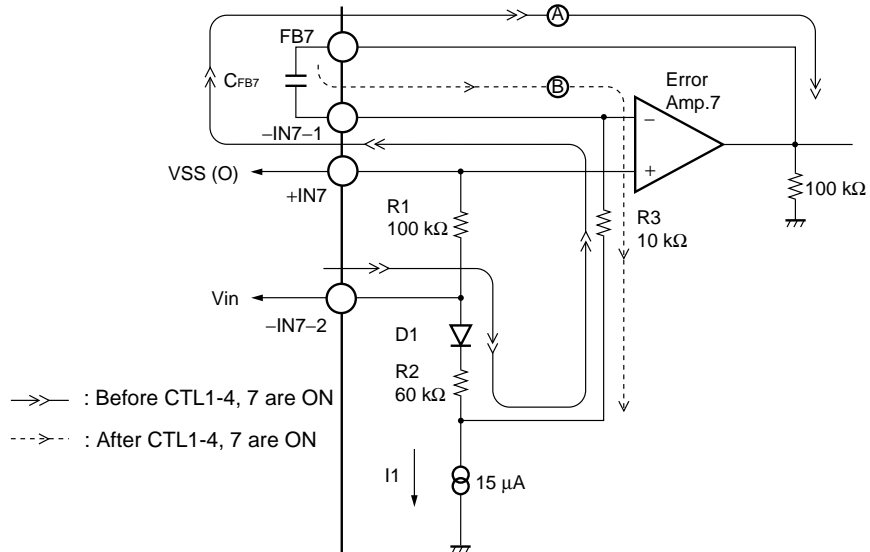 A
FB7
CFB7
B
Error
Amp.7
−IN7−1
−
VSS (O)
+
+IN7
100 kΩ
R1
100 kΩ
R3
10 kΩ
Vin
−IN7−2
D1
R2
60 kΩ
: Before CTL1-4, 7 are ON
: After CTL1-4, 7 are ON
I1
15 μA